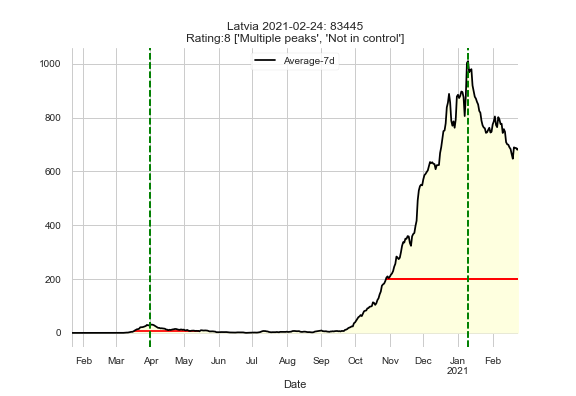 Latvia 2021-02-24: 83445
Rating:8 ['Multiple peaks', 'Not in control']
Average-7d
1000
800
600
400
200
0
Feb Mar Apr May Jun Jul Aug Sep Oct Nov Dec Jan Feb
2021
Date